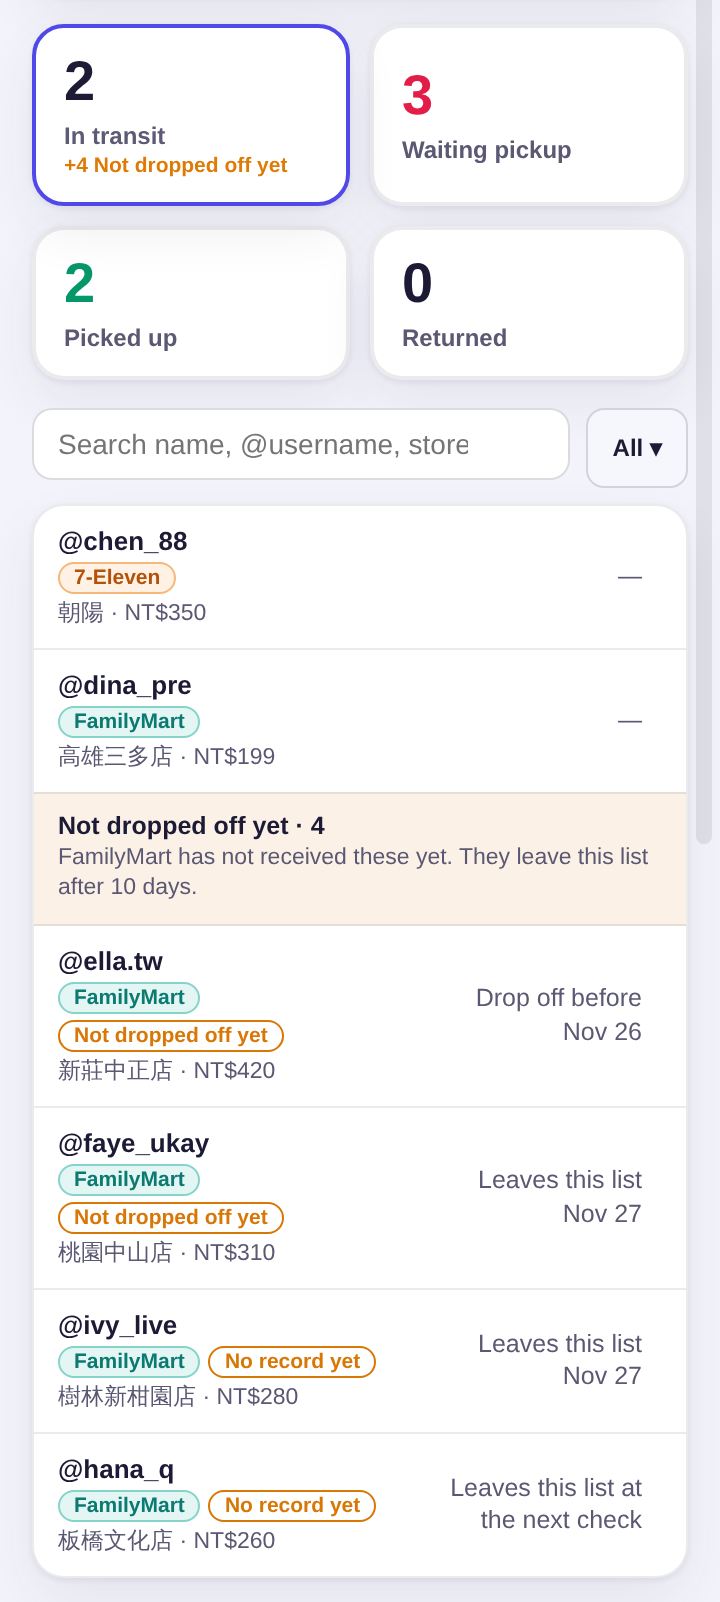 2
In transit
+4 Not dropped off yet
3
Waiting pickup
2
Picked up
0
Returned
Search name, @username, store
All ▾
@chen_88
7-Eleven
朝陽 · NT$350
—
@dina_pre
FamilyMart
高雄三多店 · NT$199
—
Not dropped off yet · 4
FamilyMart has not received these yet. They leave this list
after 10 days.
@ella.tw
FamilyMart
Not dropped off yet
新莊中正店 · NT$420
Drop off before
Nov 26
@faye_ukay
FamilyMart
Not dropped off yet
桃園中山店 · NT$310
Leaves this list
Nov 27
@ivy_live
FamilyMart No record yet
樹林新柑園店 · NT$280
Leaves this list
Nov 27
@hana_q
FamilyMart No record yet
板橋文化店 · NT$260
Leaves this list at
the next check